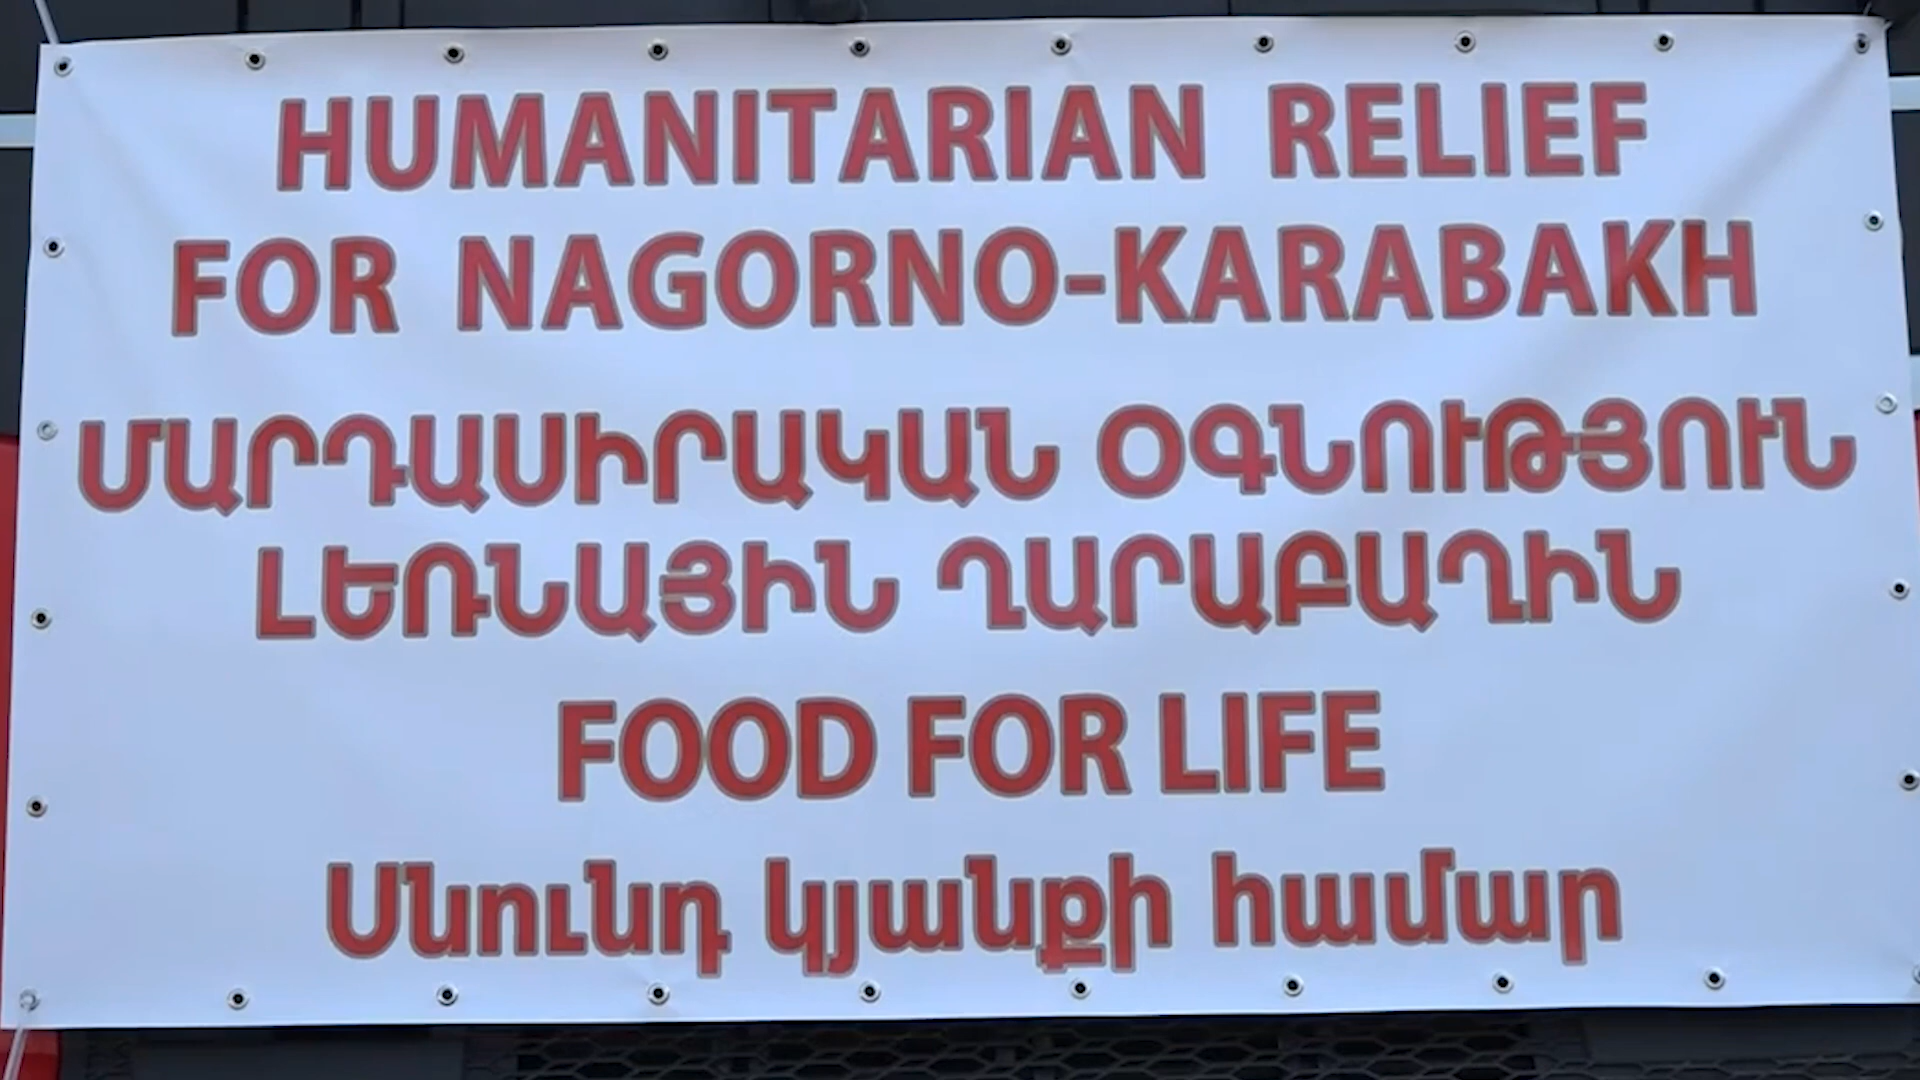 HUMANITARIAN RELIEF
FOR NAGORNO-KARABAKH
ՄԱՐԴԱՍԻՐԱԿԱՆ ՕԳՆՈՒԹՅՈՒՆ
ԼԵՌՆԱՅԻՆ ՂԱՐԱԲԱՂԻՆ
FOOD FOR LIFE
Սնունդ կյանքի համար